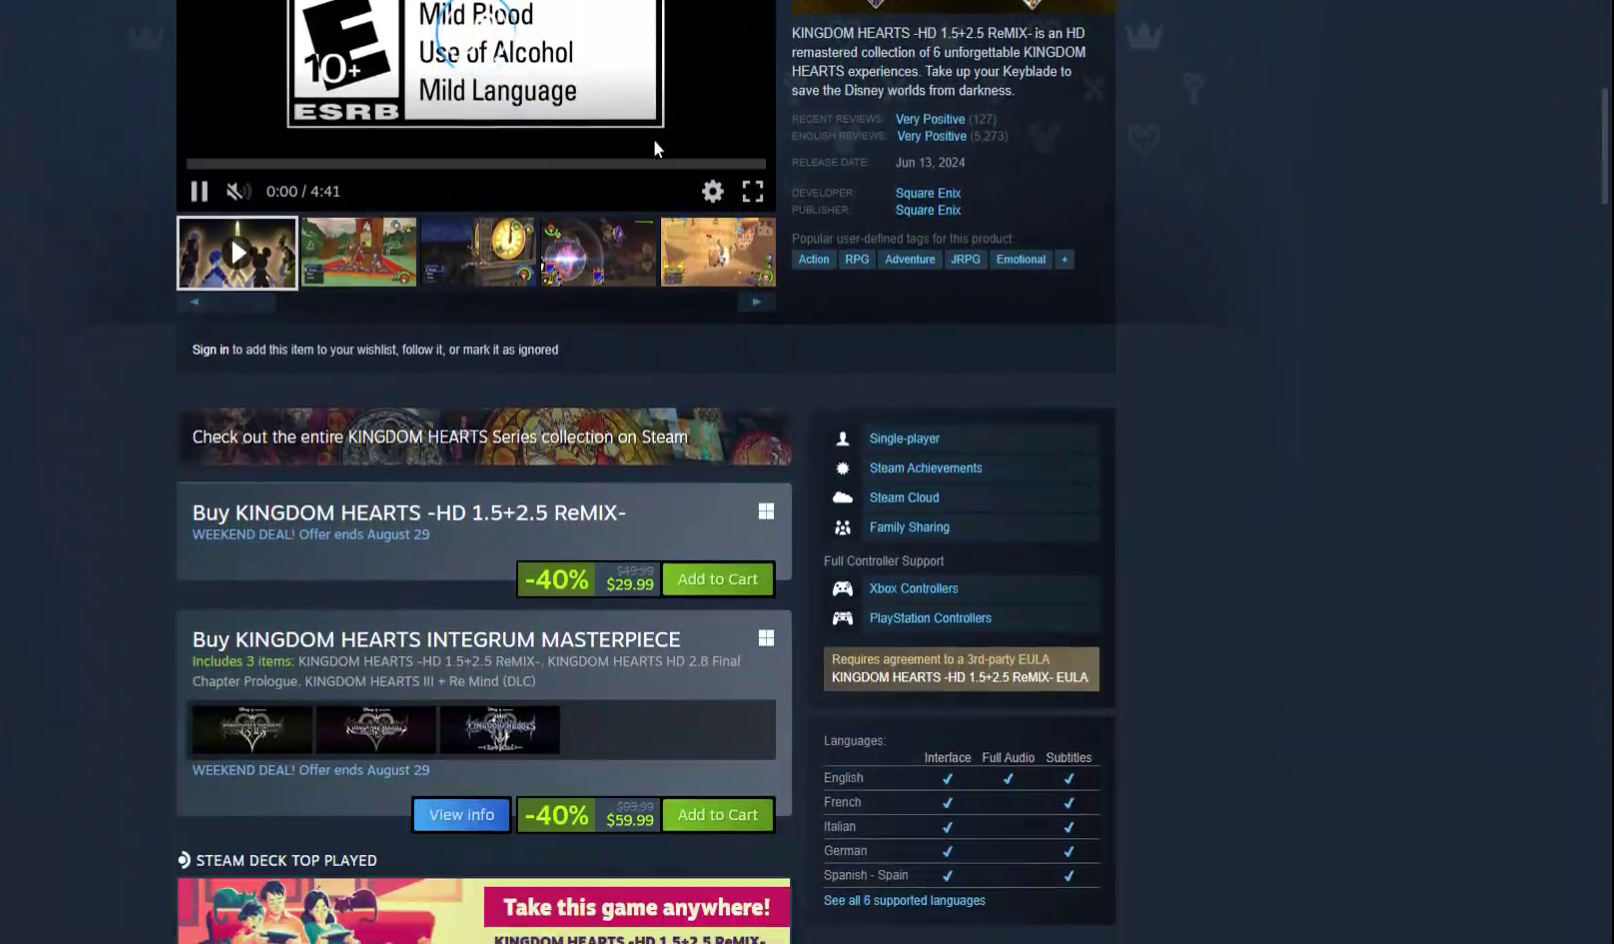 Mild Blood
Use of Alcohol
Mild Language
E
10+
ESRB
KINGDOM HEARTS -HD 1.5+2.5 ReMIX- is an HD
remastered collection of 6 unforgettable KINGDOM
HEARTS experiences. Take up your Keyblade to
save the Disney worlds from darkness.
RECENT REVIEWS: Very Positive (127)
ENGLISH REVIEWS: Very Positive (5,273)
RELEASE DATE: Jun 13, 2024
DEVELOPER: Square Enix
PUBLISHER: Square Enix
Popular user-defined tags for this product:
Action RPG Adventure JRPG Emotional +
0:00 / 4:41
Sign in to add this item to your wishlist, follow it, or mark it as ignored
Check out the entire KINGDOM HEARTS Series collection on Steam
Buy KINGDOM HEARTS -HD 1.5+2.5 ReMIX-
WEEKEND DEAL! Offer ends August 29
-40% $49.99 $29.99 Add to Cart
Buy KINGDOM HEARTS INTEGRUM MASTERPIECE
Includes 3 items: KINGDOM HEARTS -HD 1.5+2.5 ReMIX-, KINGDOM HEARTS HD 2.8 Final
Chapter Prologue, KINGDOM HEARTS III + Re Mind (DLC)
WEEKEND DEAL! Offer ends August 29
View Info -40% $99.99 $59.99 Add to Cart
STEAM DECK TOP PLAYED
Take this game anywhere!
KINGDOM HEARTS -HD 1.5+2.5 ReMIX-
Single-player
Steam Achievements
Steam Cloud
Family Sharing
Full Controller Support
Xbox Controllers
PlayStation Controllers
Requires agreement to a 3rd-party EULA
KINGDOM HEARTS -HD 1.5+2.5 ReMIX- EULA
Languages:
Interface Full Audio Subtitles
English ✔ ✔ ✔
French ✔ ✔
Italian ✔ ✔
German ✔ ✔
Spanish - Spain ✔ ✔
See all 6 supported languages